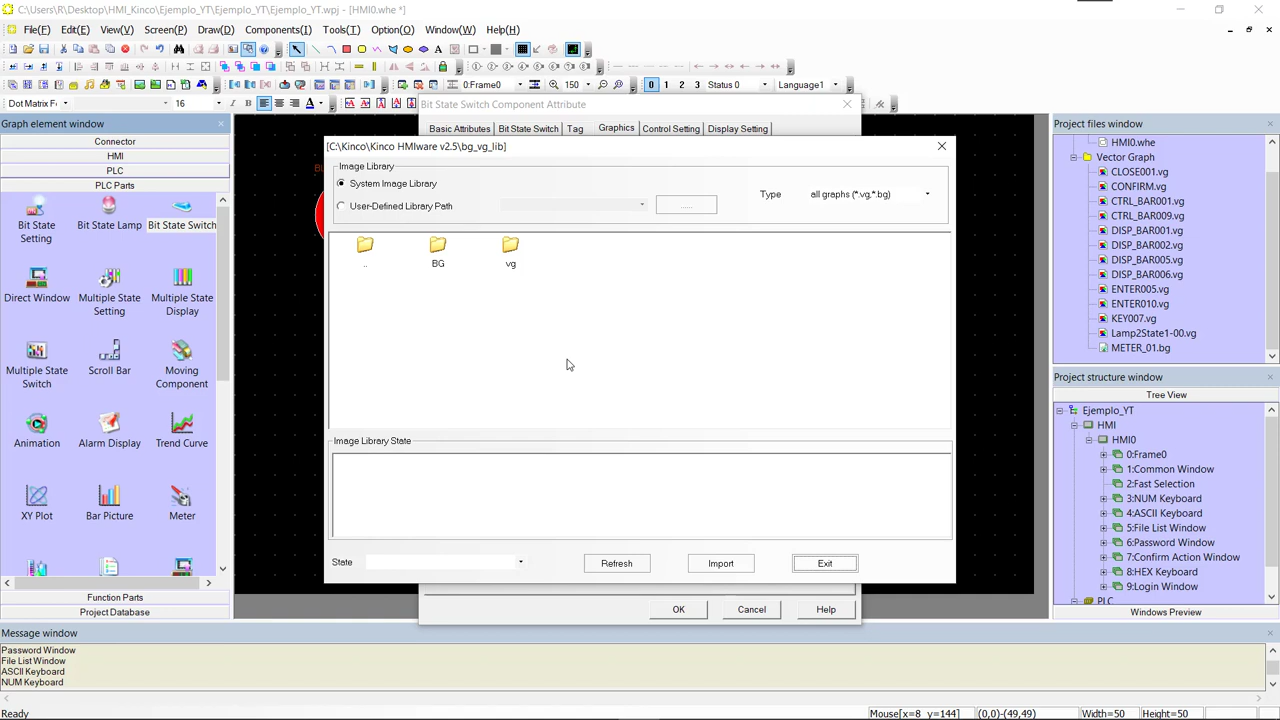 C:\Users\R\Desktop\HMI_Kinco\Ejemplo_YT\Ejemplo_YT.wpj - [HMI0.whe *]
File(F) Edit(E) View(V) Screen(P) Draw(D) Components(I) Tools(T) Option(O) Window(W) Help(H)
0:Frame0 150 0 1 2 3 Status 0 Language1
Dot Matrix F 16
Graph element window
Connector
HMI
PLC
PLC Parts
Bit State Setting
Bit State Lamp
Bit State Switch
Direct Window
Multiple State Setting
Multiple State Display
Multiple State Switch
Scroll Bar
Moving Component
Animation
Alarm Display
Trend Curve
XY Plot
Bar Picture
Meter
Function Parts
Project Database
Bit State Switch Component Attribute
Basic Attributes Bit State Switch Tag Graphics Control Setting Display Setting
[C:\Kinco\Kinco HMIware v2.5\bg_vg_lib]
Image Library
System Image Library
User-Defined Library Path
......
Type all graphs (*.vg,*.bg)
.. BG vg
Image Library State
State
Refresh Import Exit
OK Cancel Help
Project files window
HMI0.whe
Vector Graph
CLOSE001.vg
CONFIRM.vg
CTRL_BAR001.vg
CTRL_BAR009.vg
DISP_BAR001.vg
DISP_BAR002.vg
DISP_BAR005.vg
DISP_BAR006.vg
ENTER005.vg
ENTER010.vg
KEY007.vg
Lamp2State1-00.vg
METER_01.bg
Project structure window
Tree View
Ejemplo_YT
HMI
HMI0
0:Frame0
1:Common Window
2:Fast Selection
3:NUM Keyboard
4:ASCII Keyboard
5:File List Window
6:Password Window
7:Confirm Action Window
8:HEX Keyboard
9:Login Window
PLC
Windows Preview
Message window
Password Window
File List Window
ASCII Keyboard
NUM Keyboard
Ready Mouse[x=8 y=144] (0,0)-(49,49) Width=50 Height=50